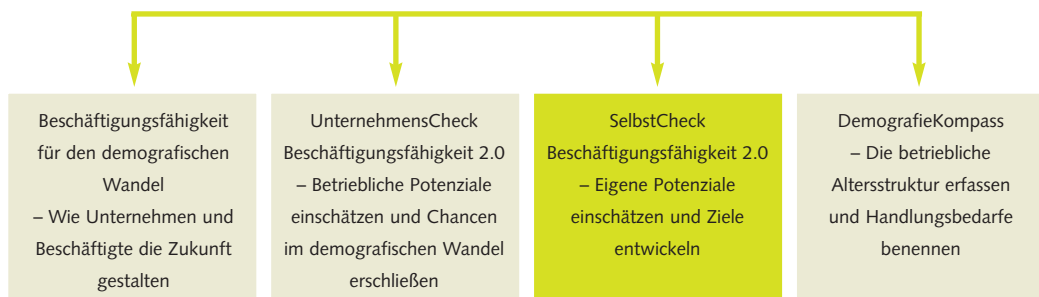 Beschäftigungsfähigkeit
für den demografischen
Wandel
– Wie Unternehmen und
Beschäftigte die Zukunft
gestalten
UnternehmensCheck
Beschäftigungsfähigkeit 2.0
– Betriebliche Potenziale
einschätzen und Chancen
im demografischen Wandel
erschließen
SelbstCheck
Beschäftigungsfähigkeit 2.0
– Eigene Potenziale
einschätzen und Ziele
entwickeln
DemografieKompass
– Die betriebliche
Altersstruktur erfassen
und Handlungsbedarfe
benennen